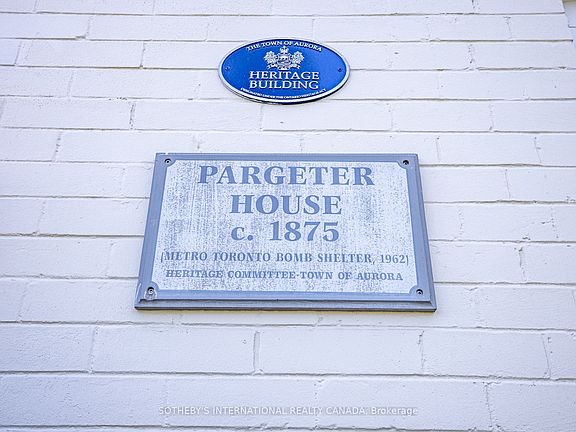 THE TOWN OF AURORA
HERITAGE
BUILDING
PARGETER
HOUSE
c. 1875
(METRO TORONTO BOMB SHELTER, 1962)
HERITAGE COMMITTEE-TOWN OF AURORA
SOTHEBY'S INTERNATIONAL REALTY CANADA, Brokerage